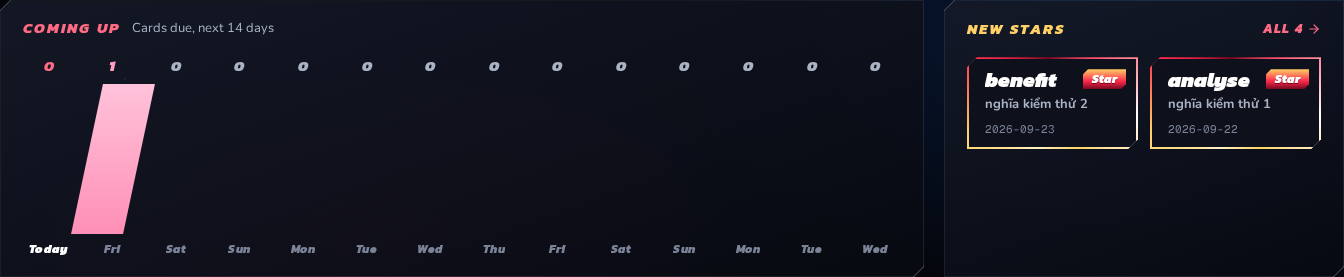 COMING UP Cards due, next 14 days
0 1 0 0 0 0 0 0 0 0 0 0 0 0
Today Fri Sat Sun Mon Tue Wed Thu Fri Sat Sun Mon Tue Wed
NEW STARS ALL 4 →
benefit Star
nghĩa kiểm thử 2
2026-09-23
analyse Star
nghĩa kiểm thử 1
2026-09-22